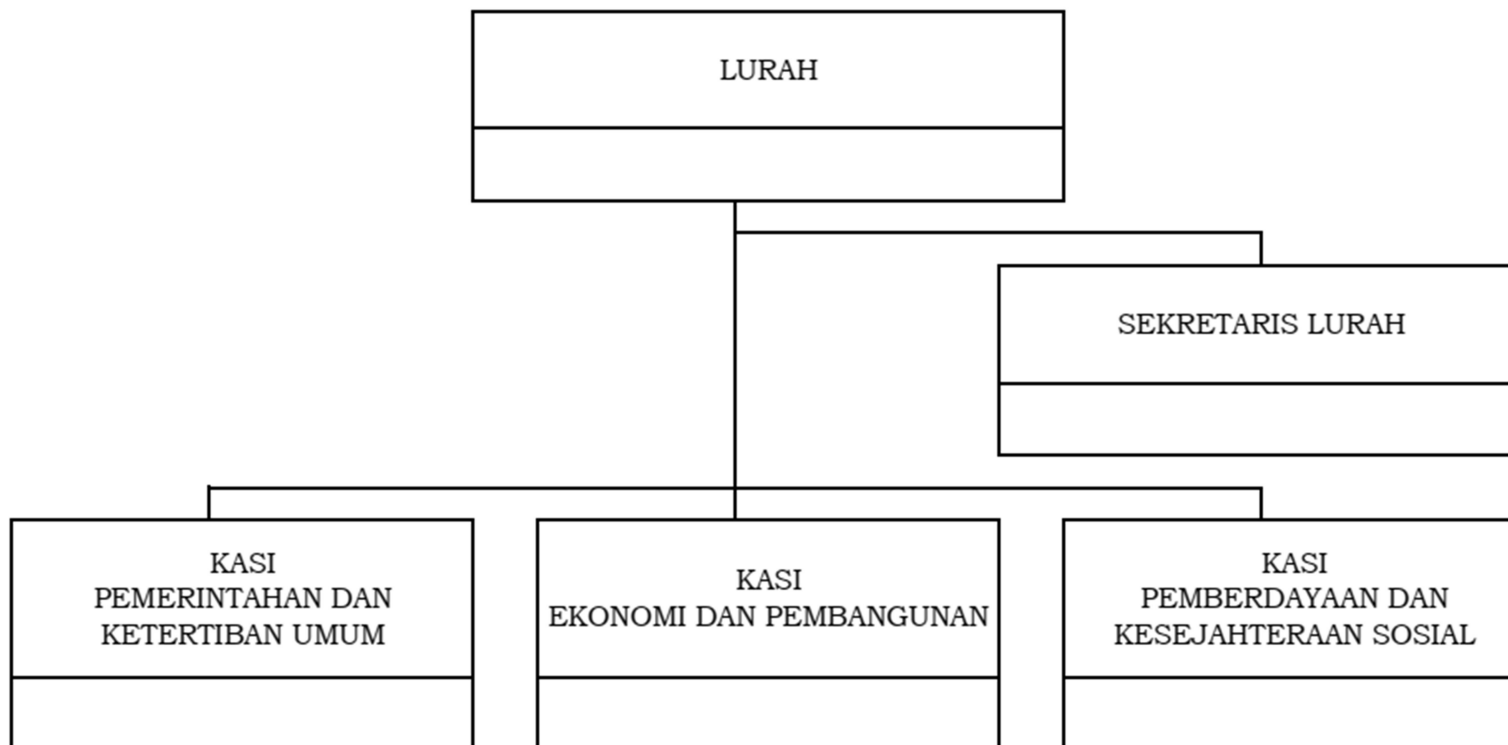 LURAH
SEKRETARIS LURAH
KASI
PEMERINTAHAN DAN
KETERTIBAN UMUM
KASI
EKONOMI DAN PEMBANGUNAN
KASI
PEMBERDAYAAN DAN
KESEJAHTERAAN SOSIAL